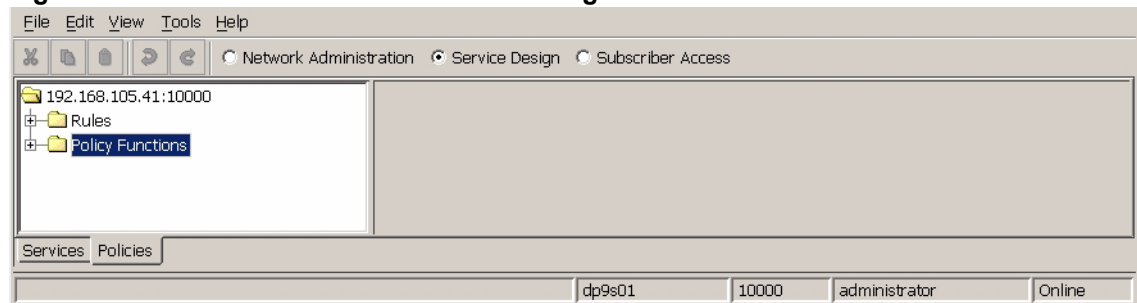 File Edit View Tools Help
Network Administration Service Design Subscriber Access
192.168.105.41:10000
Rules
Policy Functions
Services Policies
dp9s01 10000 administrator Online